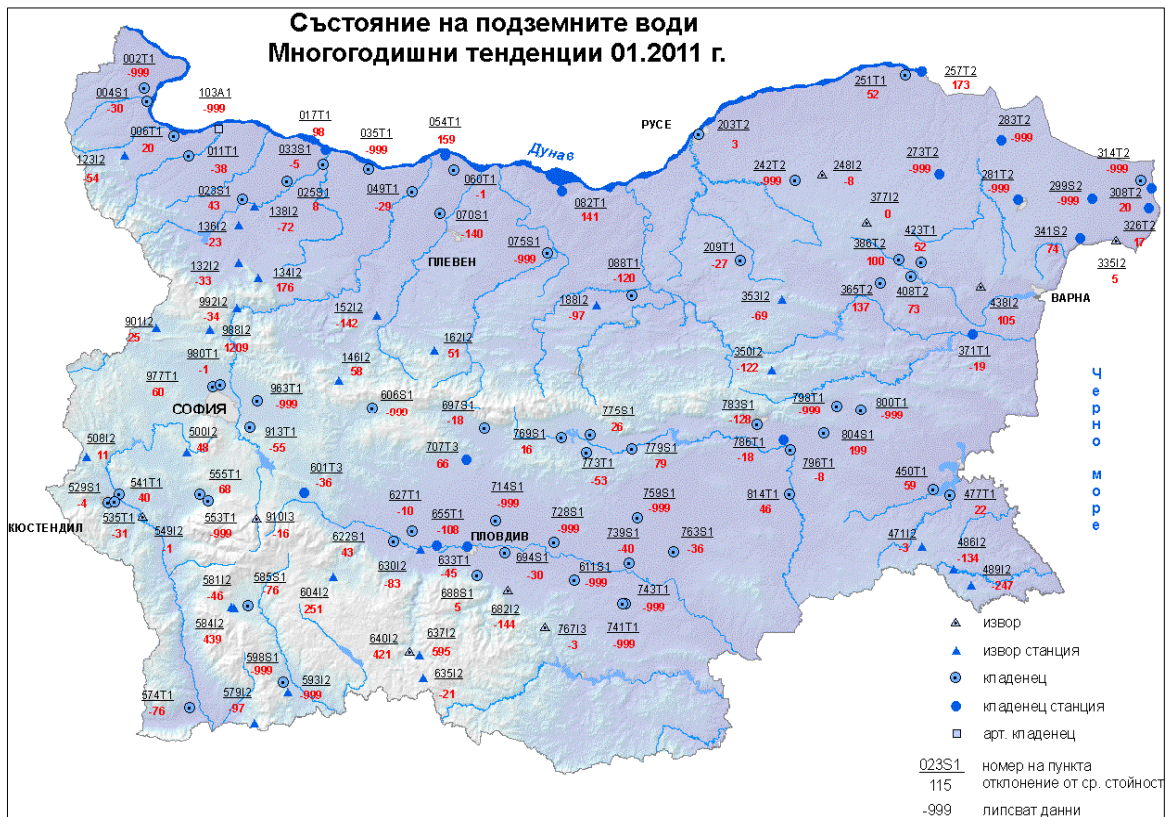 Състояние на подземните води
Многогодишни тенденции 01.2011 г.
002T1
-999
004S1
-30
103A1
-999
006T1
20
011T1
-38
123I2
-54
017T1
98
033S1
-5
025S1
8
023S1
43
138I2
-72
136I2
-23
132I2
-33
134I2
176
035T1
-999
054T1
159
049T1
-29
060T1
-1
070S1
-140
ПЛЕВЕН
075S1
-999
Дунав
082T1
141
РУСЕ
203T2
3
251T1
52
257T2
173
283T2
-999
242T2
-999
248I2
-8
273T2
-999
281T2
-999
299S2
-999
314T2
-999
308T2
20
326T2
17
335I2
5
341S2
74
377I2
0
423T1
52
386T2
100
365T2
137
408T2
73
438I2
105
ВАРНА
209T1
-27
088T1
-120
188I2
-97
353I2
-69
350I2
-122
371T1
-19
992I2
-34
901I2
25
988I2
1209
152I2
-142
162I2
51
146I2
58
980T1
-1
977T1
60
СОФИЯ
963T1
-999
913T1
-55
606S1
-999
697S1
-18
707T3
66
769S1
16
775S1
26
773T1
-53
779S1
79
783S1
-128
786T1
-18
798T1
-999
800T1
-999
804S1
199
796T1
-8
814T1
46
450T1
59
477T1
22
471I2
-3
486I2
-134
489I2
-247
Черно море
508I2
11
500I2
48
529S1
-4
541T1
40
535T1
-31
КЮСТЕНДИЛ
549I2
-1
555T1
68
553T1
-999
910I3
-16
601T3
-36
627T1
-10
622S1
43
655T1
-108
630I2
-83
633T1
-45
ПЛОВДИВ
714S1
-999
728S1
-999
694S1
-30
688S1
5
682I2
-144
611S1
-999
759S1
-999
739S1
-40
763S1
-36
743T1
-999
741T1
-999
767I3
-3
581I2
-46
585S1
76
584I2
439
604I2
251
640I2
421
637I2
595
635I2
-21
598S1
-999
593I2
-999
579I2
-97
574T1
-76
извор
извор станция
кладенец
кладенец станция
арт. кладенец
023S1 номер на пункта
115 отклонение от ср. стойност
-999 липсват данни